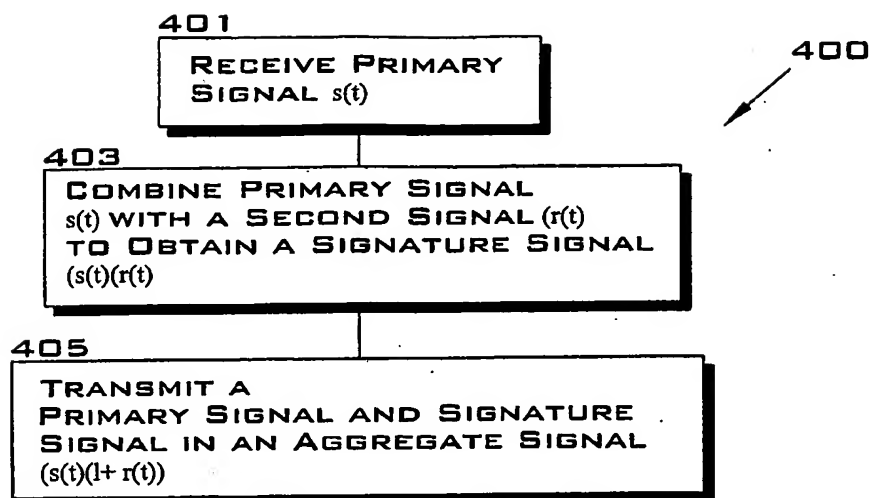 401
RECEIVE PRIMARY
SIGNAL s(t)
400
403
COMBINE PRIMARY SIGNAL
s(t) WITH A SECOND SIGNAL (r(t)
TO OBTAIN A SIGNATURE SIGNAL
(s(t)(r(t)
405
TRANSMIT A
PRIMARY SIGNAL AND SIGNATURE
SIGNAL IN AN AGGREGATE SIGNAL
(s(t)(l+ r(t))